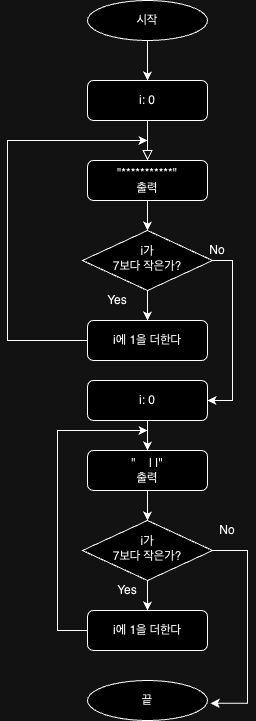 시작
i: 0
"***********"
출력
i가
7보다 작은가?
No
Yes
i에 1을 더한다
i: 0
"    | |"
출력
i가
7보다 작은가?
No
Yes
i에 1을 더한다
끝